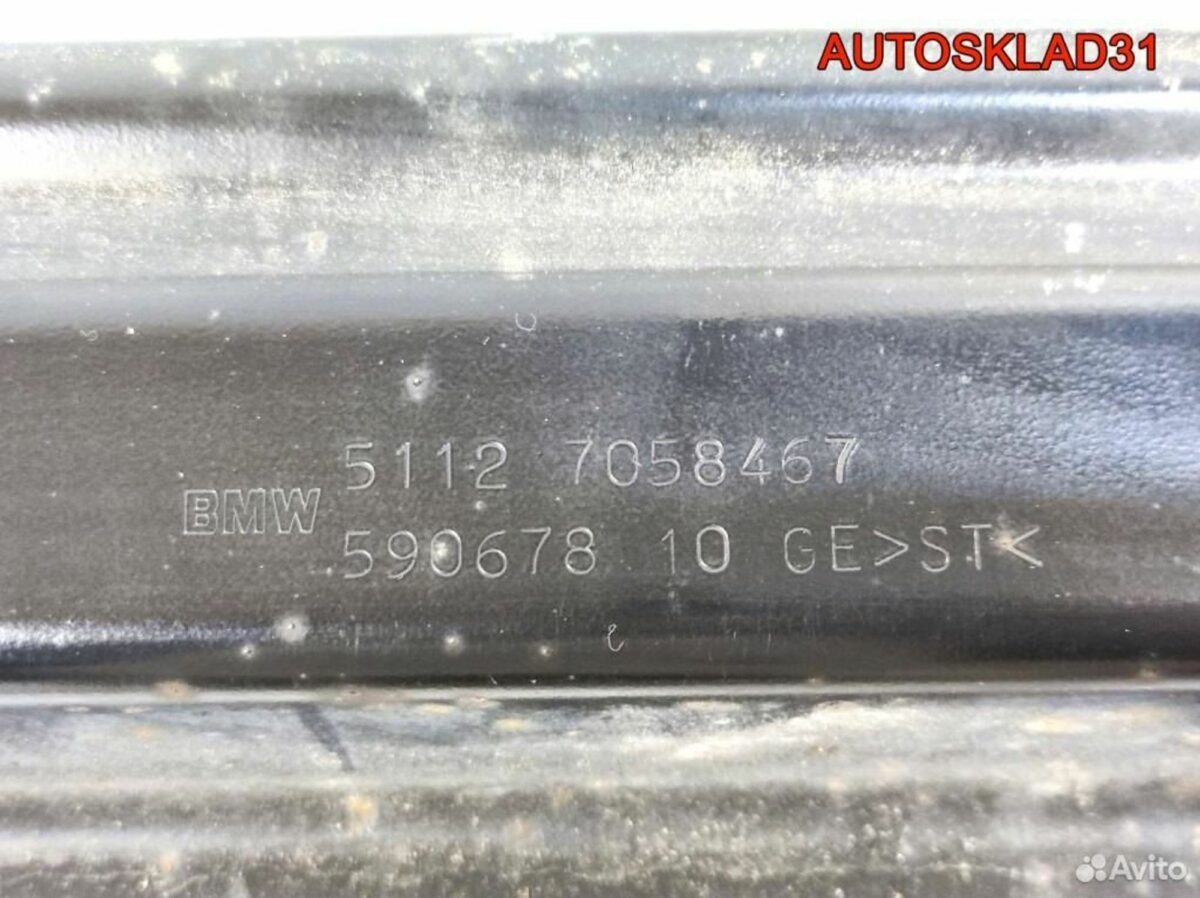 AUTOSKLAD31
5112 7058467
BMW
590678 10 GE>ST<
Avito